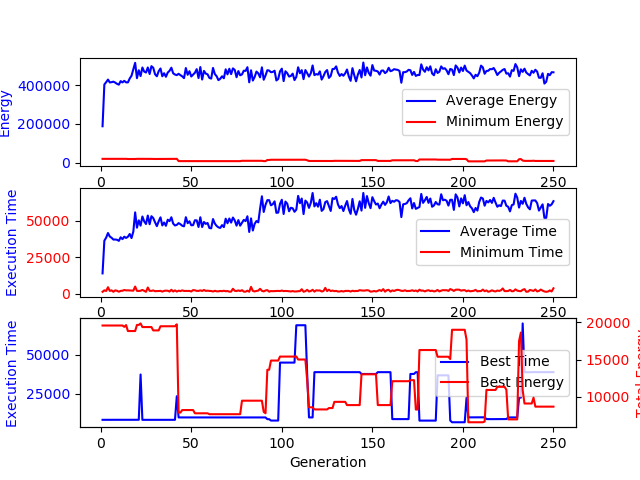 Energy
400000
200000
0
Average Energy
Minimum Energy
0 50 100 150 200 250
Execution Time
50000
25000
0
Average Time
Minimum Time
0 50 100 150 200 250
Execution Time
50000
25000
Best Time
Best Energy
20000
15000
10000
Total Energy
0 50 100 150 200 250
Generation